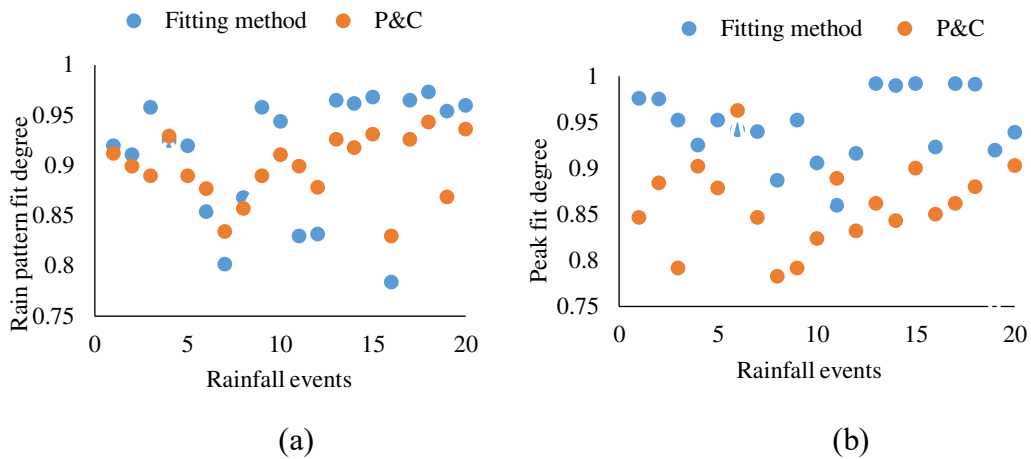 Fitting method P&C
1
0.95
0.9
0.85
0.8
0.75
Rain pattern fit degree
0 5 10 15 20
Rainfall events
(a)
Fitting method P&C
1
0.95
0.9
0.85
0.8
0.75
Peak fit degree
0 5 10 15 20
Rainfall events
(b)